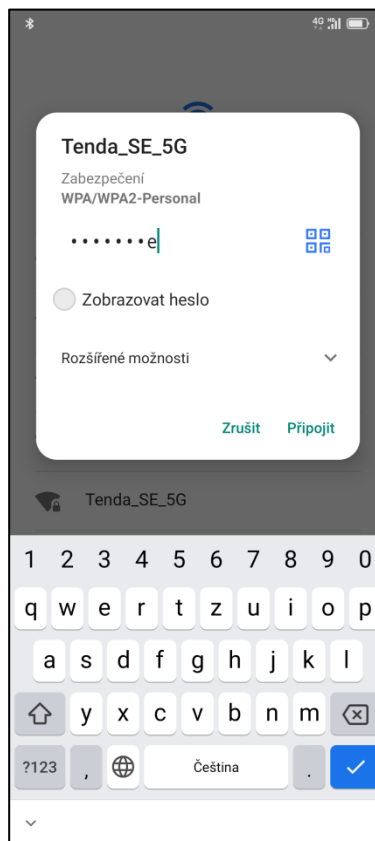 4G
Tenda_SE_5G
Zabezpečení
WPA/WPA2-Personal
•••••••e
Zobrazovat heslo
Rozšířené možnosti
Zrušit Připojit
Tenda_SE_5G
1 2 3 4 5 6 7 8 9 0
q w e r t z u i o p
a s d f g h j k l
y x c v b n m
?123 , Čeština .